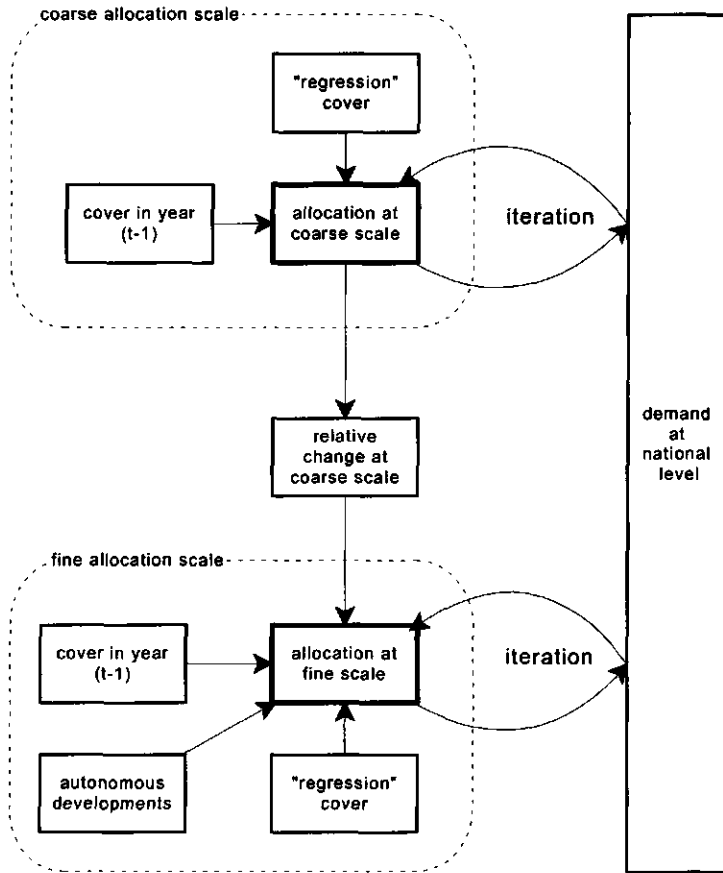 coarse allocation scale
"regression"
cover
cover in year
(t-1)
allocation at
coarse scale
iteration
relative
change at
coarse scale
demand
at
national
level
fine allocation scale
cover in year
(t-1)
allocation at
fine scale
iteration
autonomous
developments
"regression"
cover